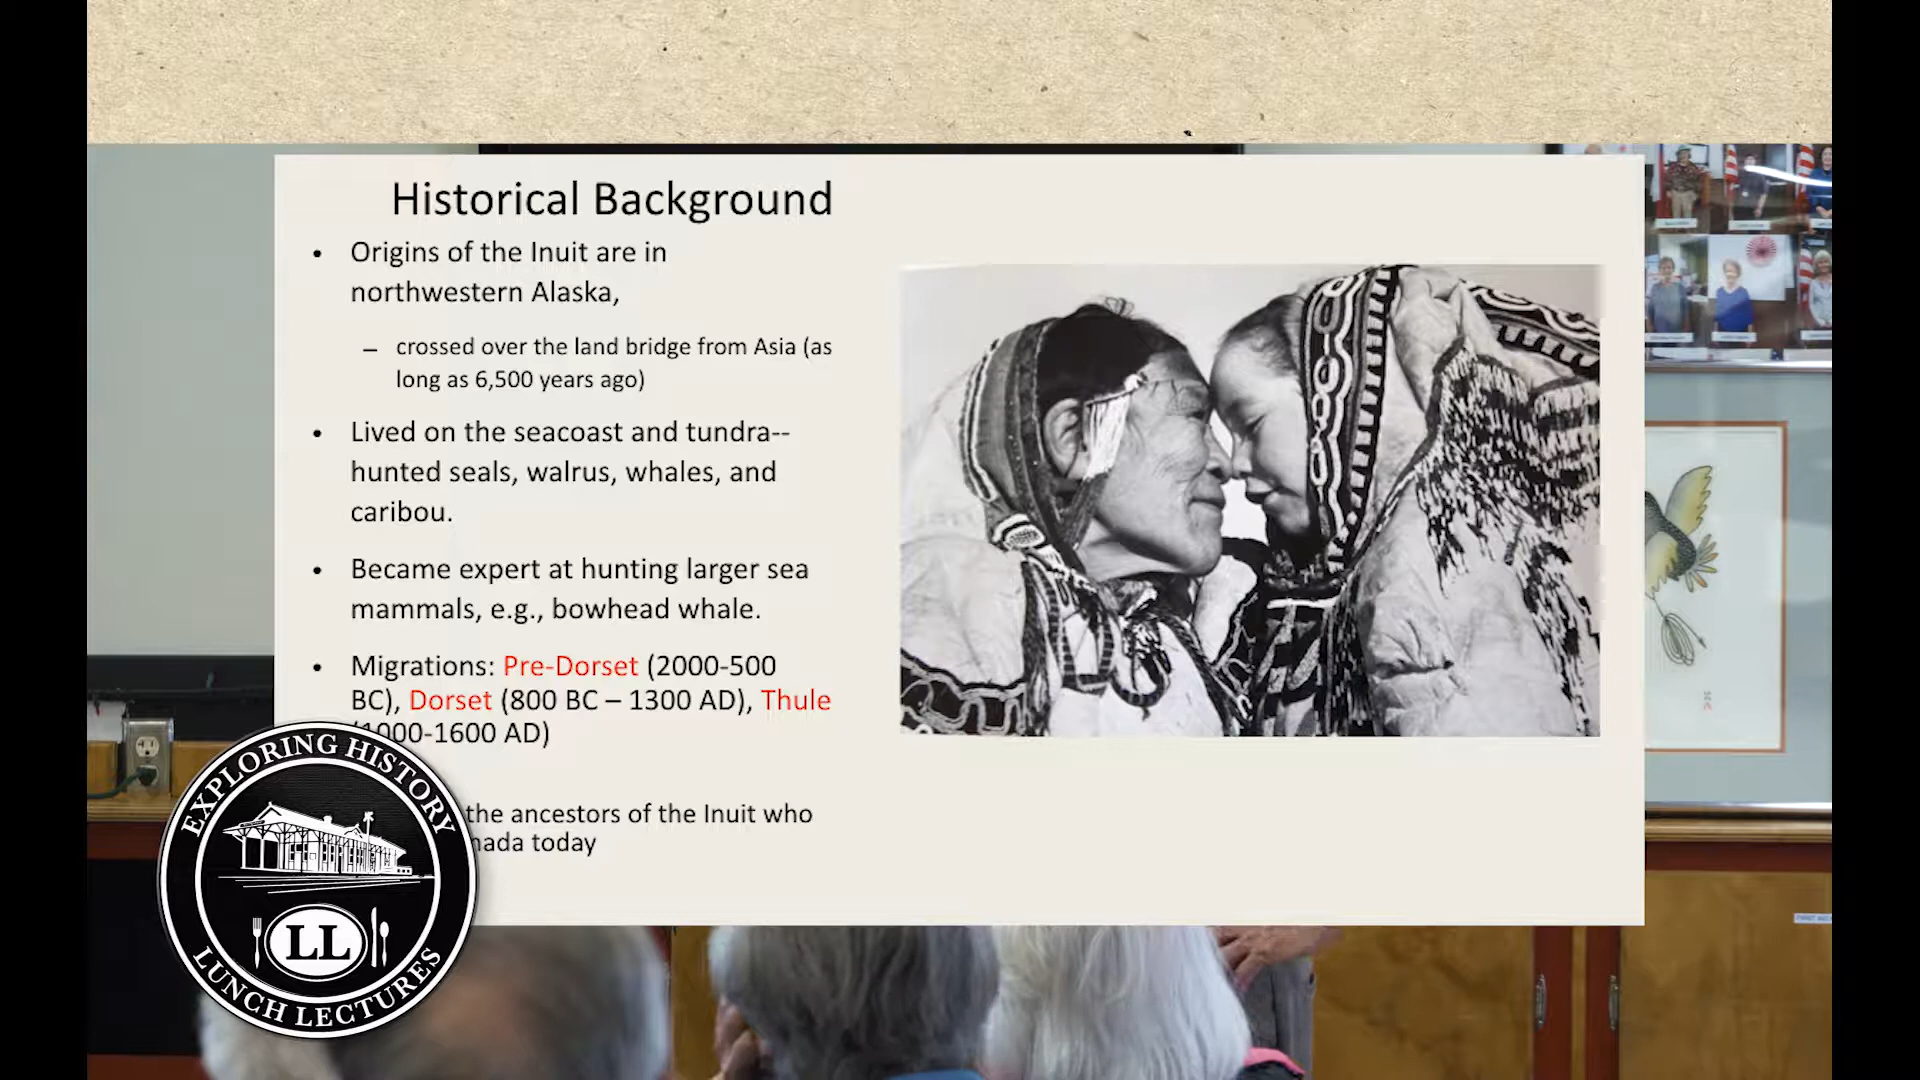 Historical Background
• Origins of the Inuit are in
northwestern Alaska,
– crossed over the land bridge from Asia (as
long as 6,500 years ago)
• Lived on the seacoast and tundra--
hunted seals, walrus, whales, and
caribou.
• Became expert at hunting larger sea
mammals, e.g., bowhead whale.
• Migrations: Pre-Dorset (2000-500
BC), Dorset (800 BC – 1300 AD), Thule
1000-1600 AD)
the ancestors of the Inuit who
today
EXPLORING HISTORY
LL
LUNCH LECTURES